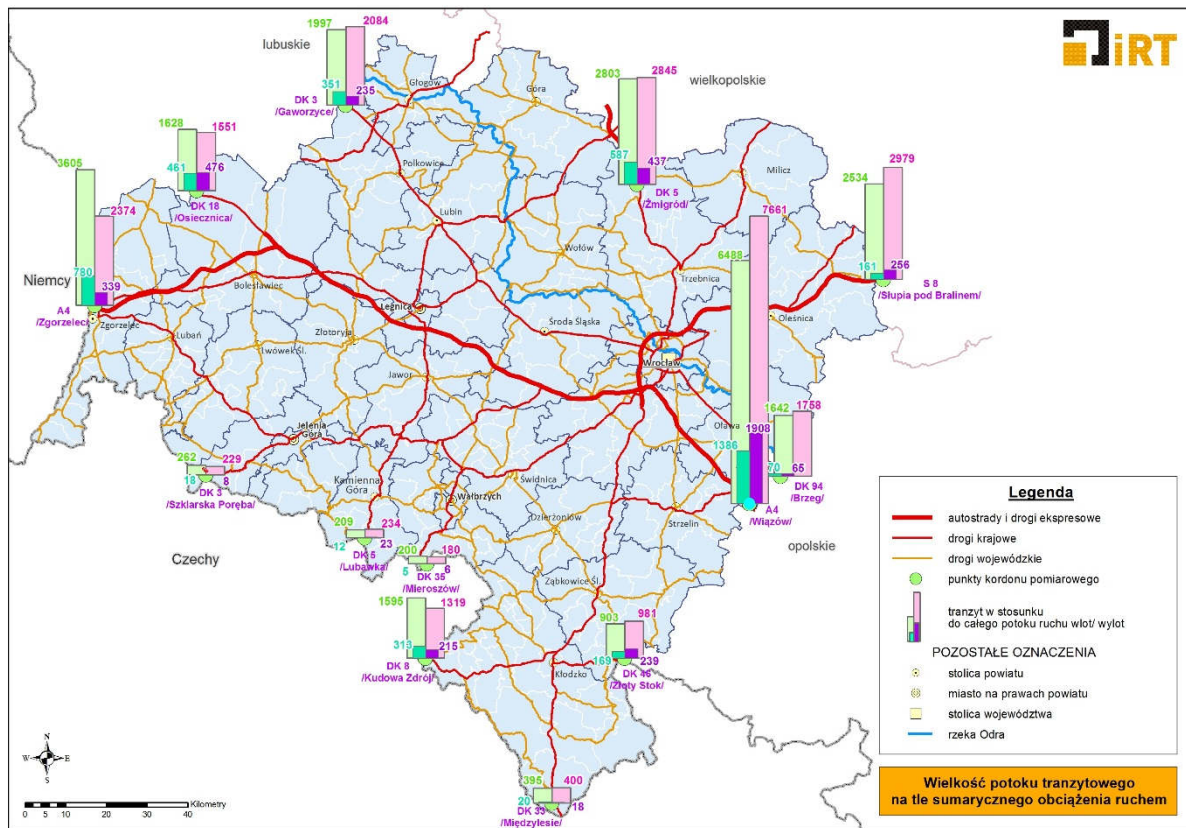 iRT
lubuskie
wielkopolskie
Niemcy
Czechy
opolskie
1997
2084
351
235
DK 3
/Gaworzyce/
2803
2845
587
437
DK 5
/Żmigród/
1628
1551
461
476
DK 18
/Osiecznica/
3605
2374
780
339
A4
/Zgorzelec/
2534
2979
161
256
S 8
/Słupia pod Bralinem/
6488
7661
1386
1908
A4
/Wiązów/
1642
1758
70
65
DK 94
/Brzeg/
262
229
18
8
DK 3
/Szklarska Poręba/
209
234
12
23
DK 5
/Lubawka/
200
180
5
6
DK 35
/Mieroszów/
1595
1319
215
DK 8
/Kudowa Zdrój/
903
981
169
239
DK 46
/Złoty Stok/
395
400
20
18
DK 33
/Międzylesie/
Głogów
Góra
Polkowice
Lubin
Milicz
Wołów
Trzebnica
Bolesławiec
Legnica
Środa Śląska
Oleśnica
Zgorzelec
Lubań
Złotoryja
Lwówek Śl.
Jawor
Wrocław
Oława
Jelenia
Góra
Kamienna
Góra
Świdnica
Wałbrzych
Dzierżoniów
Strzelin
Ząbkowice Śl.
Kłodzko
Legenda
autostrady i drogi ekspresowe
drogi krajowe
drogi wojewódzkie
punkty kordonu pomiarowego
tranzyt w stosunku
do całego potoku ruchu wlot/ wylot
POZOSTAŁE OZNACZENIA
stolica powiatu
miasto na prawach powiatu
stolica województwa
rzeka Odra
Wielkość potoku tranzytowego
na tle sumarycznego obciążenia ruchem
N
W
E
S
Kilometry
0 5 10 20 30 40